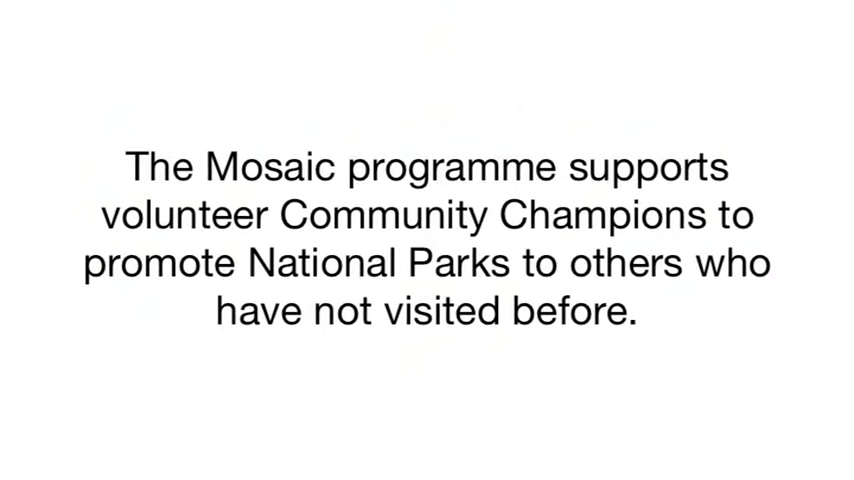 The Mosaic programme supports
volunteer Community Champions to
promote National Parks to others who
have not visited before.